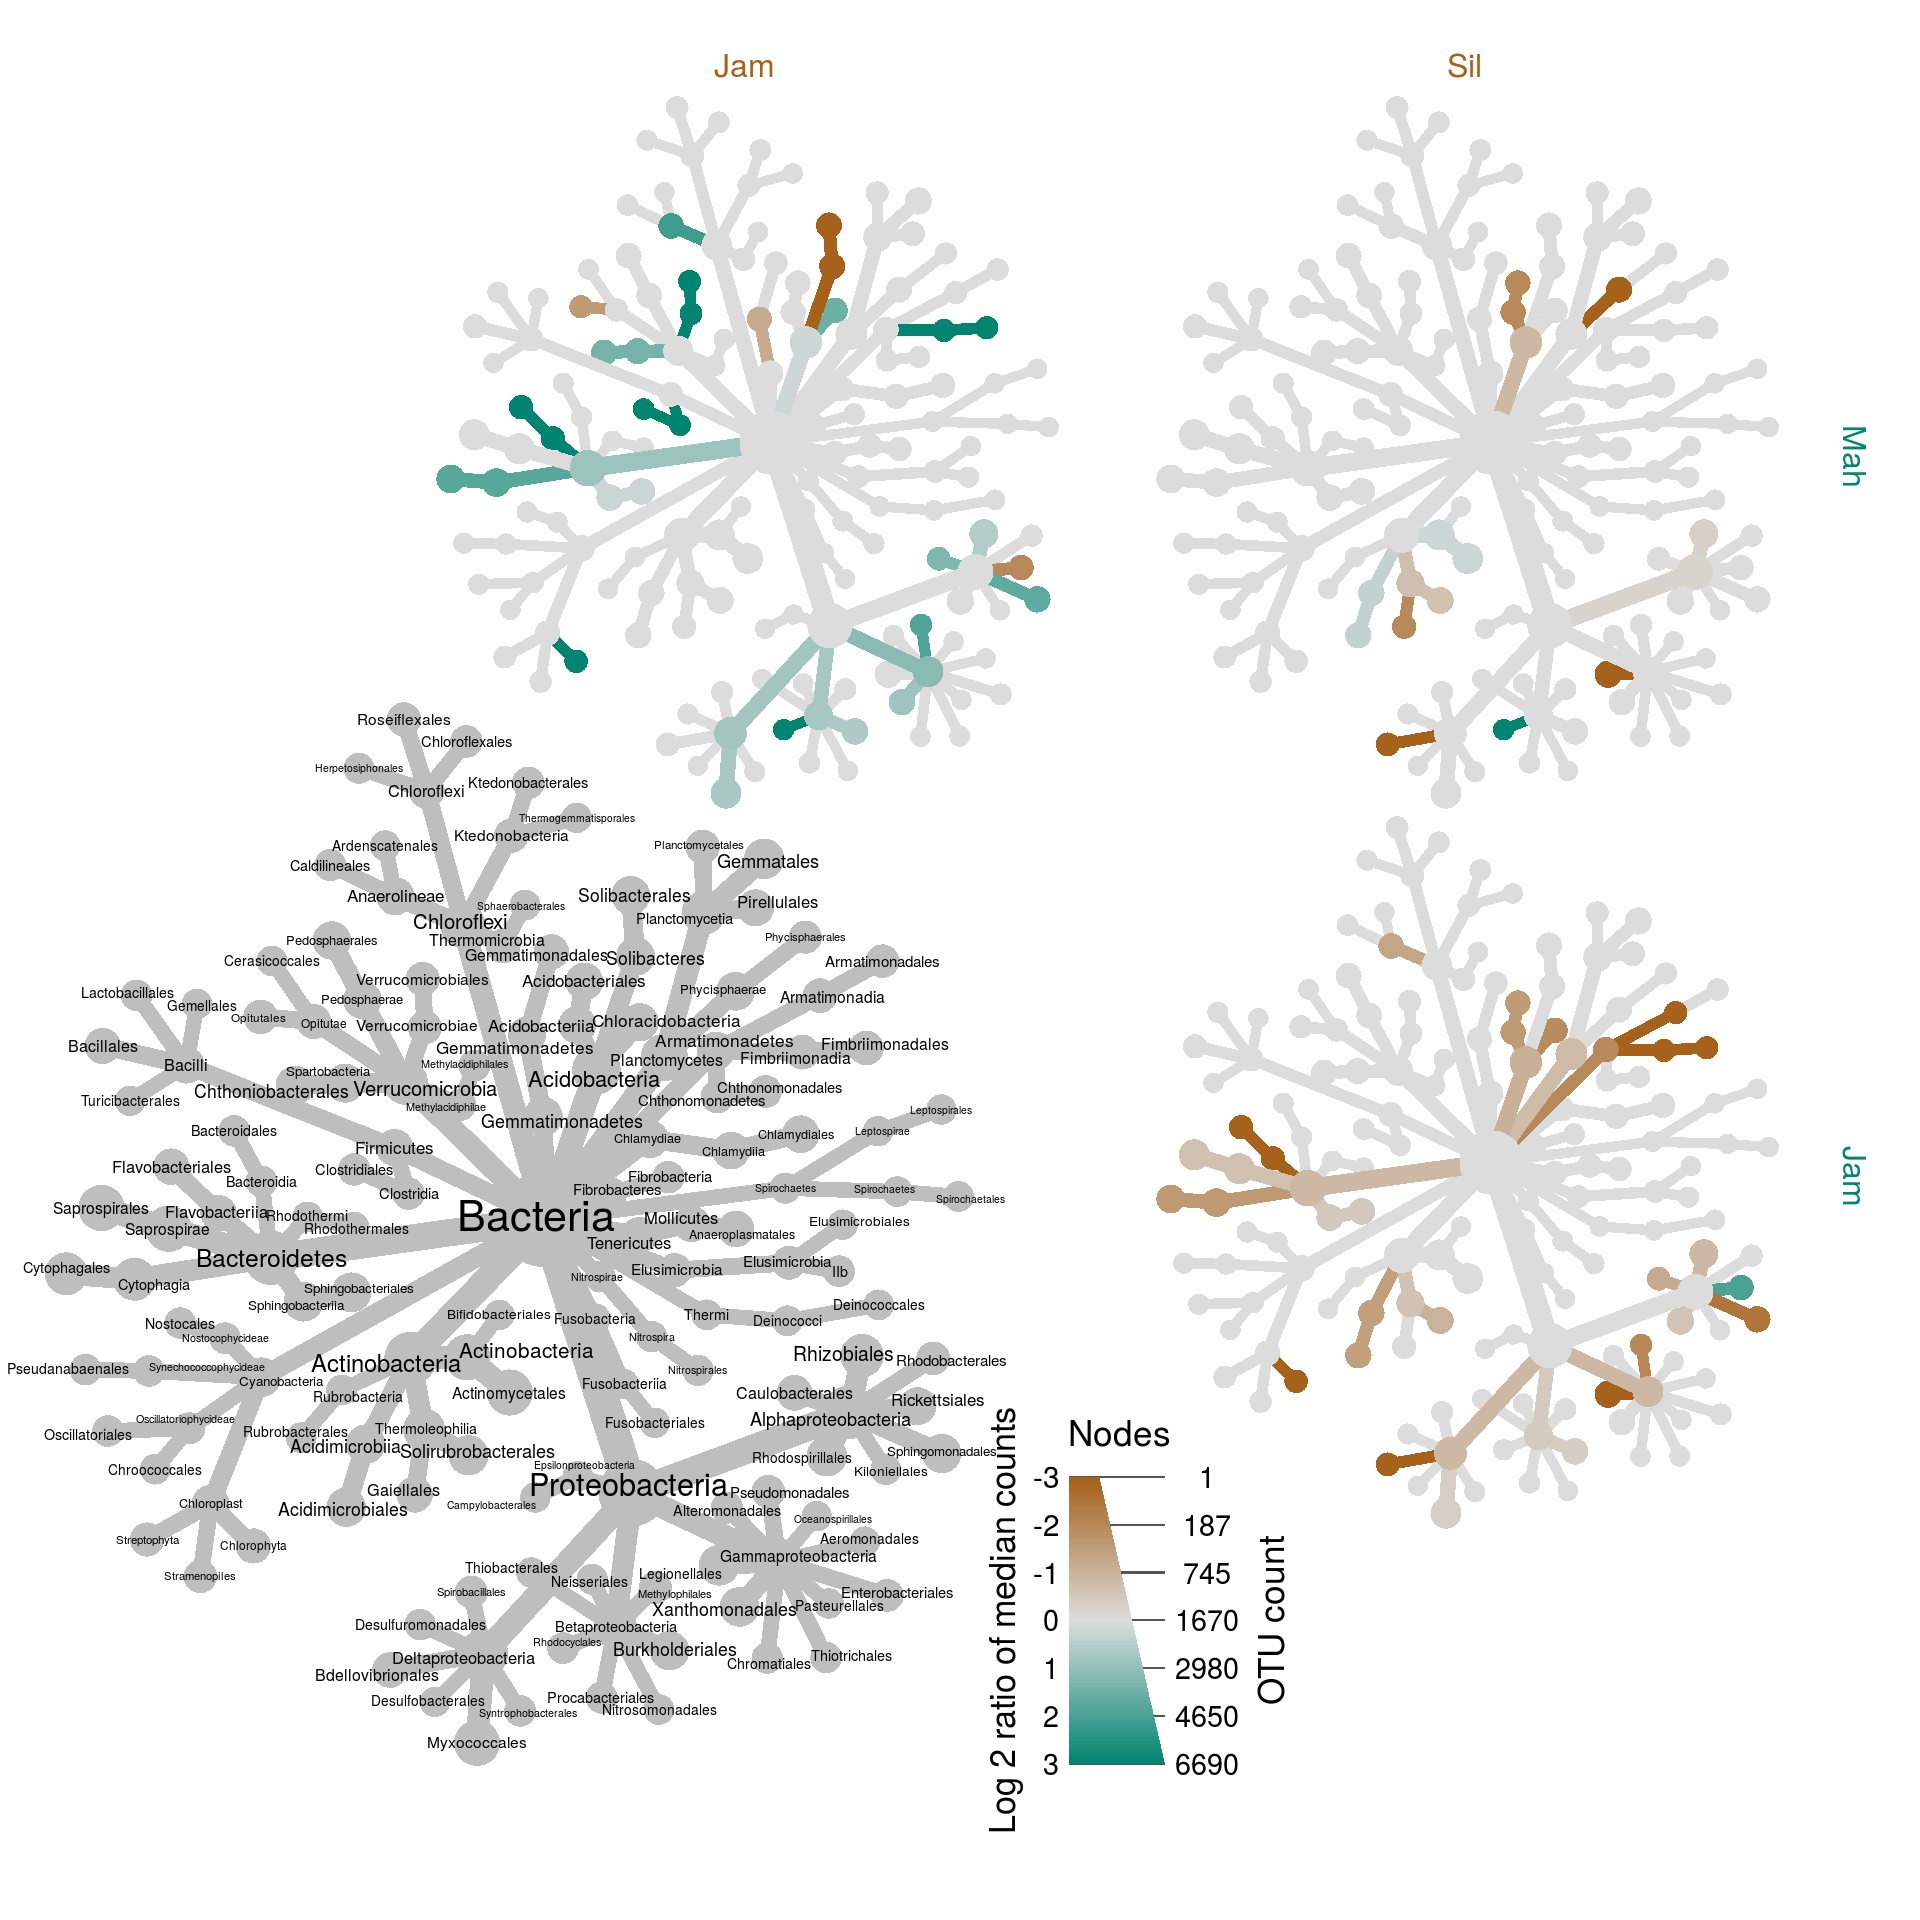 Jam
Sil
Mah
Jam
Roseiflexales
Chloroflexales
Herpetosiphonales
Chloroflexi
Ktedonobacterales
Thermogemmatisporales
Ktedonobacteria
Ardenscatenales
Caldilineales
Anaerolineae
Sphaerobacterales
Chloroflexi
Thermomicrobia
Planctomycetales
Gemmatales
Solibacterales
Pirellulales
Planctomycetia
Phycisphaerales
Gemmatimonadales
Solibacteres
Armatimonadales
Pedosphaerales
Cerasicoccales
Verrucomicrobiales
Acidobacteriales
Phycisphaerae
Armatimonadia
Lactobacillales
Gemellales
Pedosphaerae
Opitutales
Opitutae
Verrucomicrobiae
Acidobacteriia
Chloracidobacteria
Bacillales
Gemmatimonadetes
Armatimonadetes
Fimbriimonadales
Bacilli
Methylacidiphilales
Planctomycetes
Fimbriimonadia
Spartobacteria
Chthoniobacterales
Verrucomicrobia
Acidobacteria
Chthonomonadales
Turicibacterales
Methylacidiphilae
Chthonomonadetes
Leptospirales
Gemmatimonadetes
Bacteroidales
Chlamydiae
Chlamydiales
Leptospirae
Firmicutes
Chlamydiia
Flavobacteriales
Clostridiales
Fibrobacteria
Bacteroidia
Clostridia
Fibrobacteres
Spirochaetes
Spirochaetes
Spirochaetales
Saprospirales
Flavobacteriia
Rhodothermi
Bacteria
Mollicutes
Elusimicrobiales
Saprospirae
Rhodothermales
Tenericutes
Anaeroplasmatales
Bacteroidetes
Elusimicrobia
Elusimicrobia
IIb
Cytophagales
Cytophagia
Nitrospirae
Sphingobacteriales
Sphingobacteriia
Bifidobacteriales
Fusobacteria
Thermi
Deinococci
Deinococcales
Nostocales
Nostocophycideae
Nitrospira
Actinobacteria
Actinobacteria
Rhizobiales
Rhodobacterales
Pseudanabaenales
Synechococcophycideae
Cyanobacteria
Nitrospirales
Fusobacteriia
Rubrobacteria
Actinomycetales
Caulobacterales
Rickettsiales
Oscillatoriophycideae
Alphaproteobacteria
Oscillatoriales
Rubrobacterales
Thermoleophilia
Fusobacteriales
Acidimicrobiia
Solirubrobacterales
Rhodospirillales
Sphingomonadales
Chroococcales
Epsilonproteobacteria
Kiloniellales
Gaiellales
Proteobacteria
Pseudomonadales
Chloroplast
Acidimicrobiales
Campylobacterales
Alteromonadales
Oceanospirillales
Streptophyta
Chlorophyta
Aeromonadales
Gammaproteobacteria
Stramenopiles
Thiobacterales
Neisseriales
Legionellales
Spirobacillales
Methylophilales
Enterobacteriales
Xanthomonadales
Pasteurellales
Desulfuromonadales
Betaproteobacteria
Rhodocyclales
Burkholderiales
Deltaproteobacteria
Chromatiales
Thiotrichales
Bdellovibrionales
Desulfobacterales
Procabacteriales
Syntrophobacterales
Nitrosomonadales
Myxococcales
Nodes
Log 2 ratio of median counts
OTU count
-3 1
-2 187
-1 745
0 1670
1 2980
2 4650
3 6690